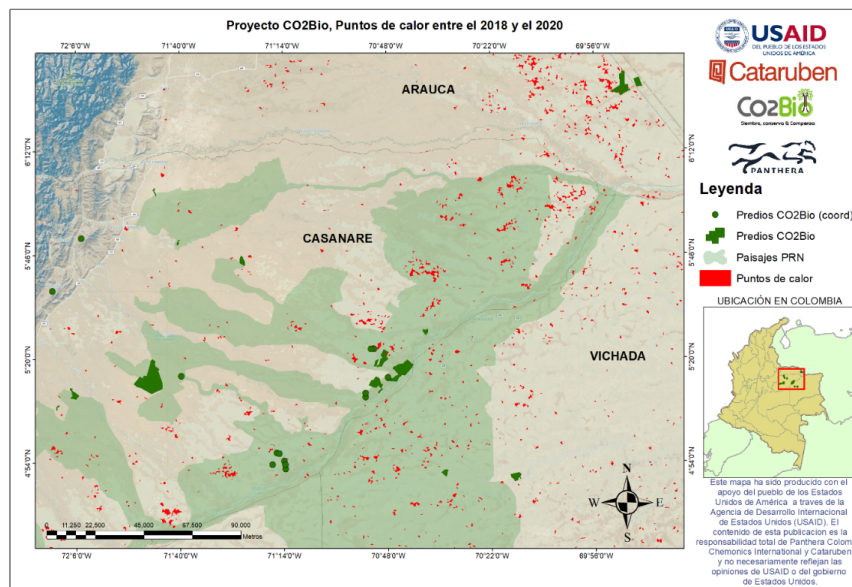 Proyecto CO2Bio, Puntos de calor entre el 2018 y el 2020
72°6'0"W 71°40'0"W 71°14'0"W 70°48'0"W 70°22'0"W 69°56'0"W
ARAUCA
6°12'0"N 6°12'0"N
CASANARE
5°46'0"N 5°46'0"N
VICHADA
5°20'0"N 5°20'0"N
4°54'0"N 4°54'0"N
N
W E
S
0 11.250 22.500 45.000 67.500 90.000
Metros
72°6'0"W 71°40'0"W 71°14'0"W 70°48'0"W 70°22'0"W 69°56'0"W
USAID
DEL PUEBLO DE LOS ESTADOS
UNIDOS DE AMÉRICA
Cataruben
CO2Bio
Siembra, conserva & Compensa
PANTHERA
Leyenda
Predios CO2Bio (coord)
Predios CO2Bio
Paisajes PRN
Puntos de calor
UBICACIÓN EN COLOMBIA
Este mapa ha sido producido con el
apoyo del pueblo de los Estados
Unidos de América a traves de la
Agencia de Desarrollo Internacional
de Estados Unidos (USAID). El
contenido de esta publicacion es la
responsabilidad total de Panthera Colom
Chemonics International y Cataruben
y no necesariamente reflejan las
opiniones de USAID o del gobierno
de Estados Unidos.